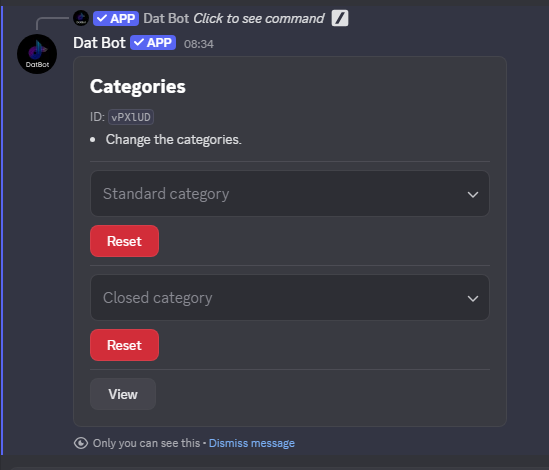 APP Dat Bot Click to see command
DatBot
Dat Bot APP 08:34
Categories
ID: vPXlUD
• Change the categories.
Standard category
Reset
Closed category
Reset
View
Only you can see this • Dismiss message